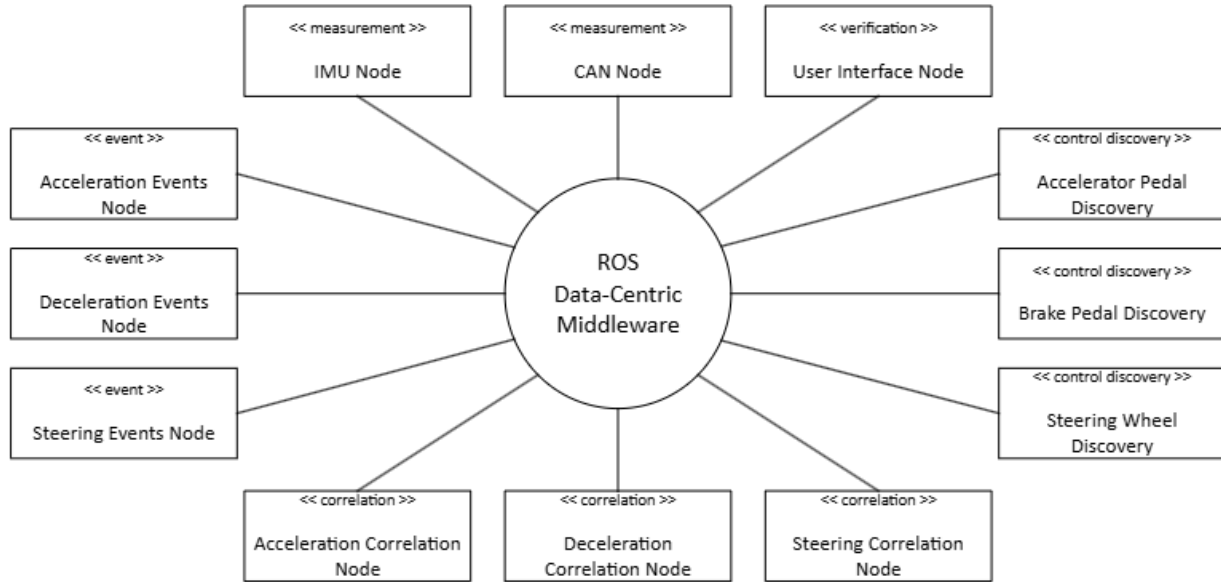 << measurement >>
IMU Node
<< measurement >>
CAN Node
<< verification >>
User Interface Node
<< event >>
Acceleration Events
Node
<< control discovery >>
Accelerator Pedal
Discovery
<< event >>
Deceleration Events
Node
ROS
Data-Centric
Middleware
<< control discovery >>
Brake Pedal Discovery
<< event >>
Steering Events Node
<< control discovery >>
Steering Wheel
Discovery
<< correlation >>
Acceleration Correlation
Node
<< correlation >>
Deceleration
Correlation Node
<< correlation >>
Steering Correlation
Node